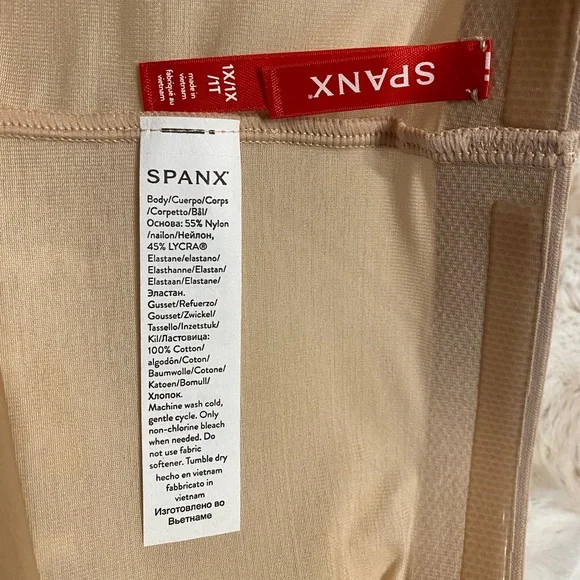 SPANX
1X/1X
/1T
made in
vietnam
fabriqué au
vietnam
SPANX®
Body/Cuerpo/Corps
/Corpetto/Bål/
Основа: 55% Nylon
/nailon/Нейлон,
45% LYCRA®
Elastane/elastano/
Elasthanne/Elastan/
Elastaan/Elastane/
Эластан.
Gusset/Refuerzo/
Gousset/Zwickel/
Tassello/Inzetstuk/
Kil/Ластовица:
100% Cotton/
algodón/Coton/
Baumwolle/Cotone/
Katoen/Bomull/
Хлопок.
Machine wash cold,
gentle cycle. Only
non-chlorine bleach
when needed. Do
not use fabric
softener. Tumble dry
hecho en vietnam
fabbricato in
vietnam
Изготовлено во
Вьетнаме